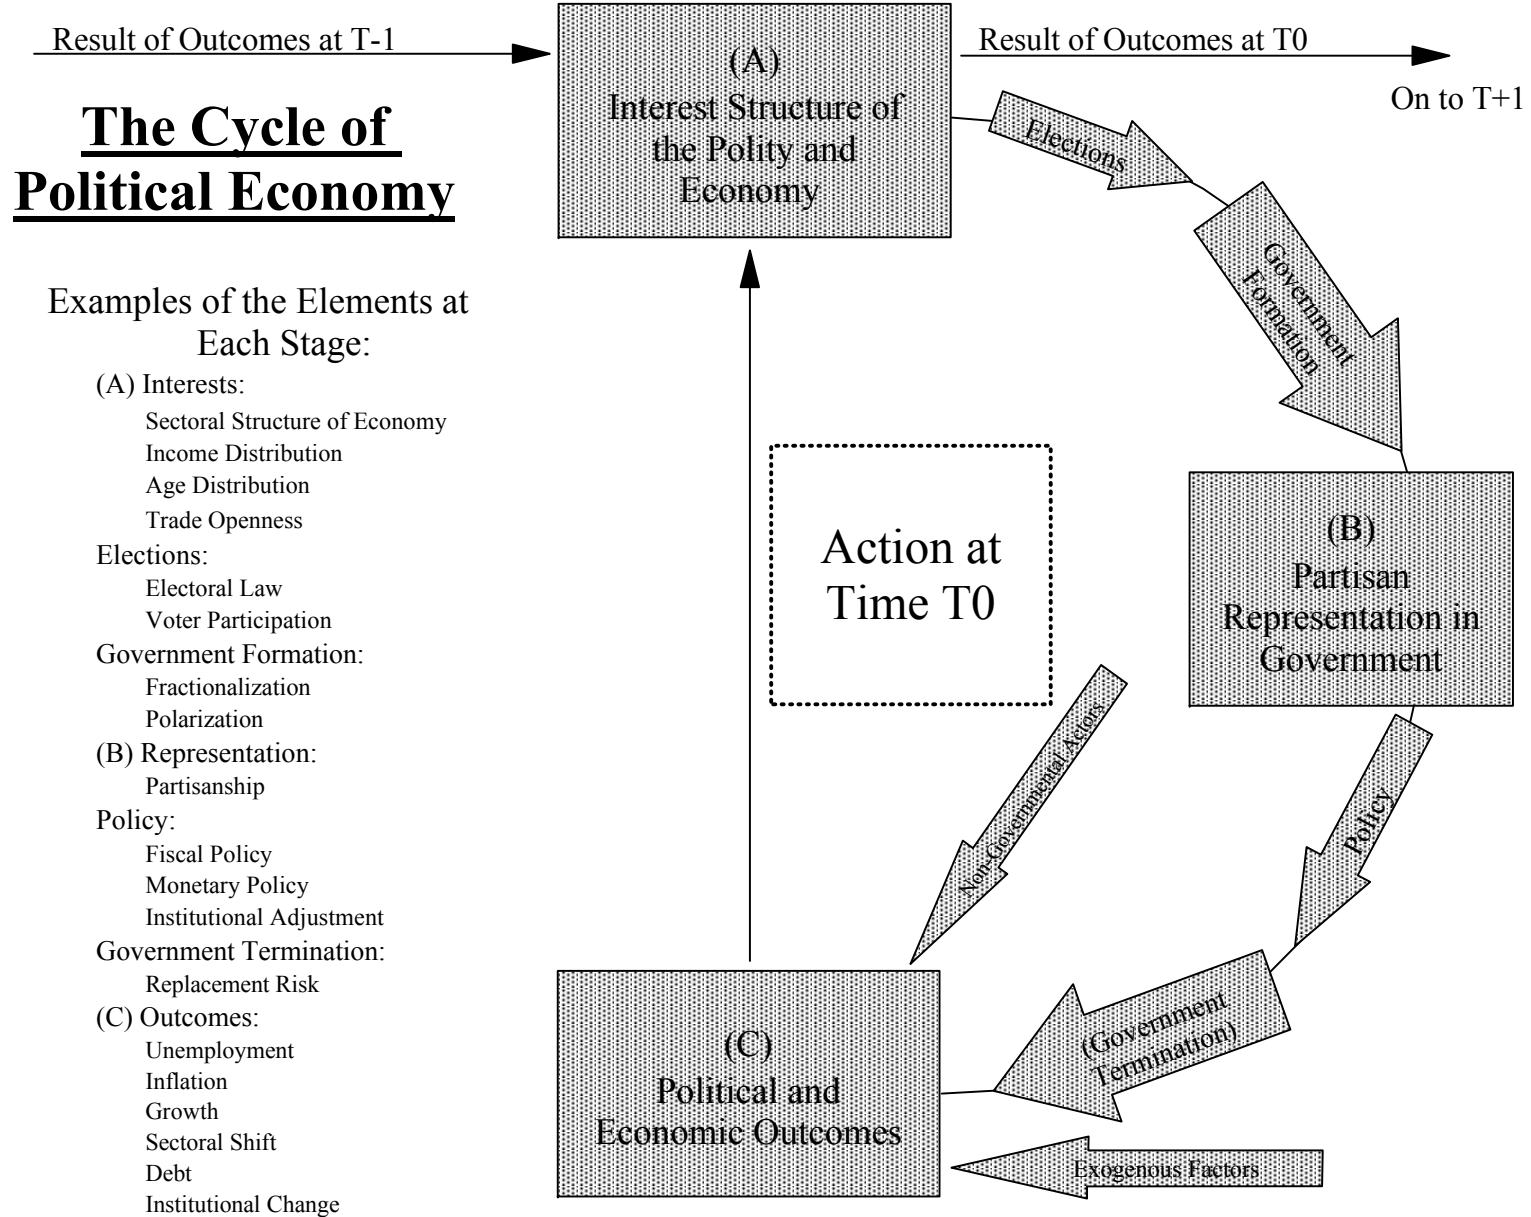 Result of Outcomes at T-1
Result of Outcomes at T0
On to T+1
The Cycle of
Political Economy
(A)
Interest Structure of
the Polity and
Economy
Elections
Government
Formation
Examples of the Elements at
Each Stage:
(A) Interests:
Sectoral Structure of Economy
Income Distribution
Age Distribution
Trade Openness
Elections:
Electoral Law
Voter Participation
Government Formation:
Fractionalization
Polarization
(B) Representation:
Partisanship
Policy:
Fiscal Policy
Monetary Policy
Institutional Adjustment
Government Termination:
Replacement Risk
(C) Outcomes:
Unemployment
Inflation
Growth
Sectoral Shift
Debt
Institutional Change
Action at
Time T0
(B)
Partisan
Representation in
Government
Non-Governmental Actors
Policy
(Government
Termination)
(C)
Political and
Economic Outcomes
Exogenous Factors